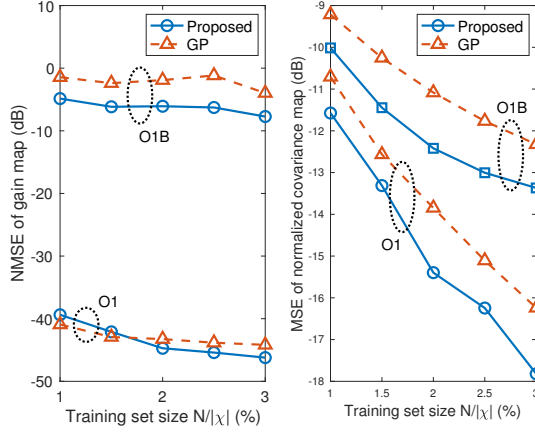 Proposed
GP
10
0
-10
-20
-30
-40
-50
NMSE of gain map (dB)
O1B
O1
1
2
3
Training set size N/|χ| (%)
Proposed
GP
-9
-10
-11
-12
-13
-14
-15
-16
-17
-18
MSE of normalized covariance map (dB)
O1B
O1
1
1.5
2
2.5
3
Training set size N/|χ| (%)